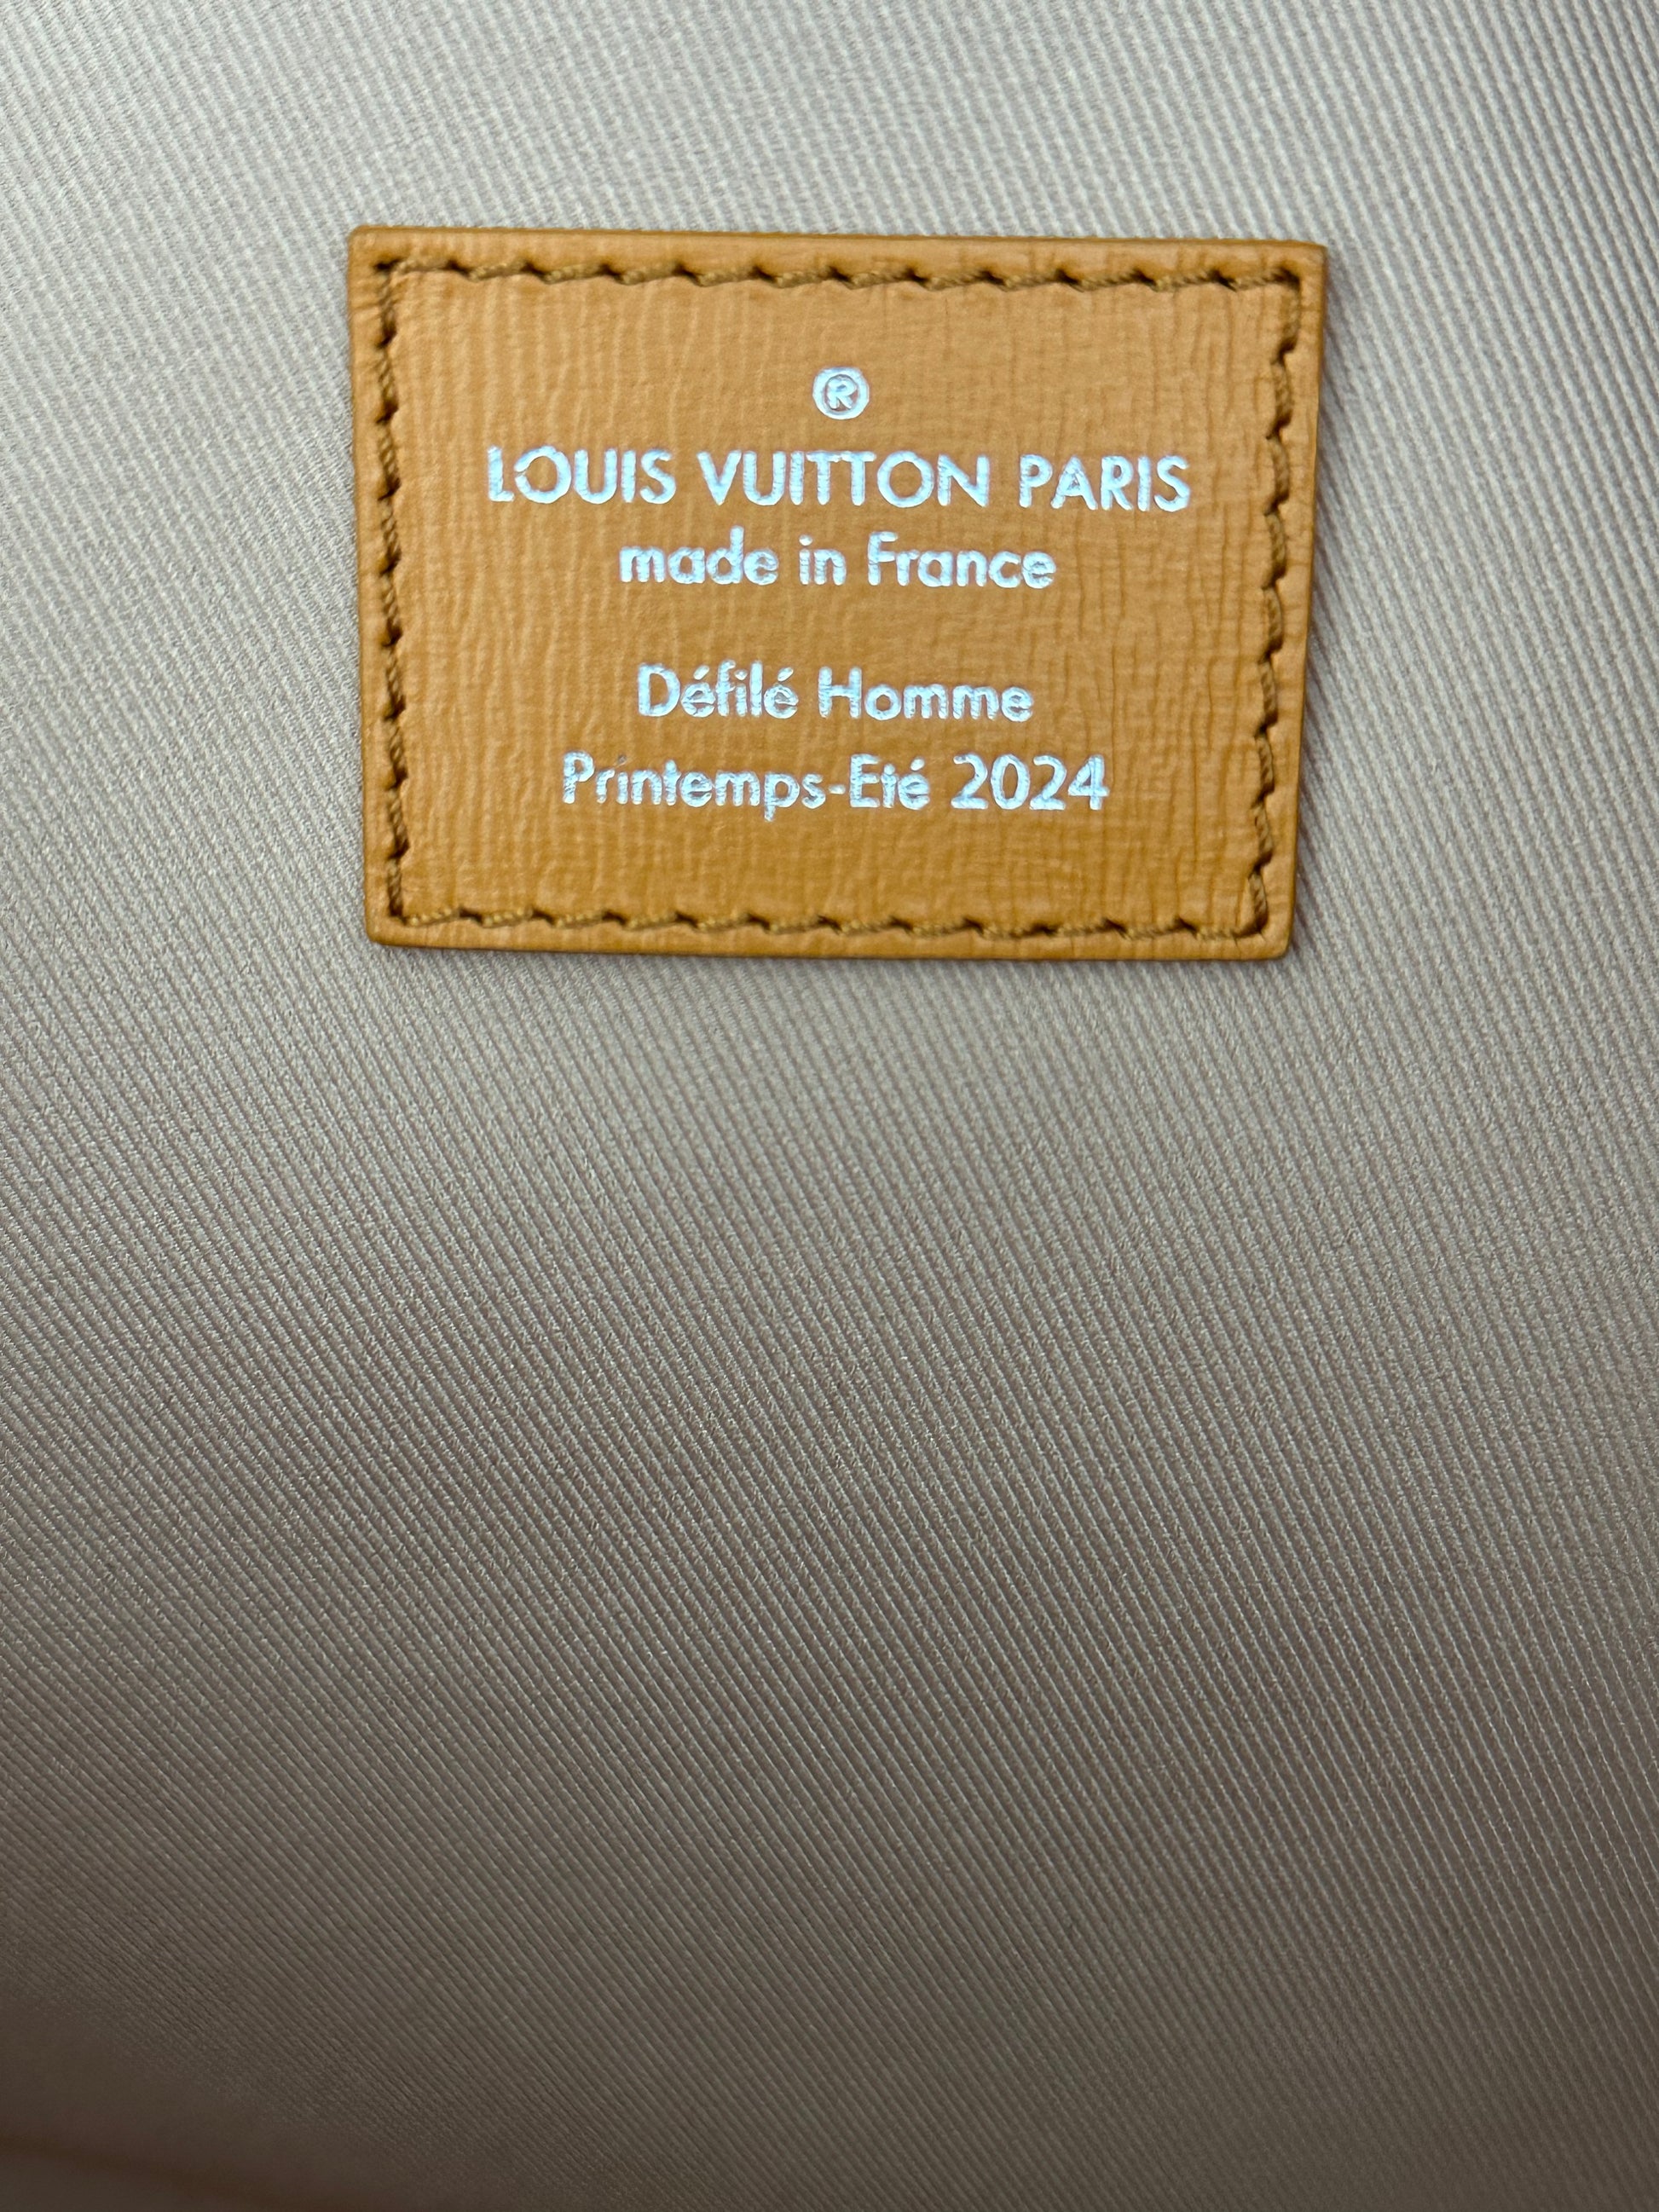 ®
LOUIS VUITTON PARIS
made in France
Défilé Homme
Printemps-Eté 2024